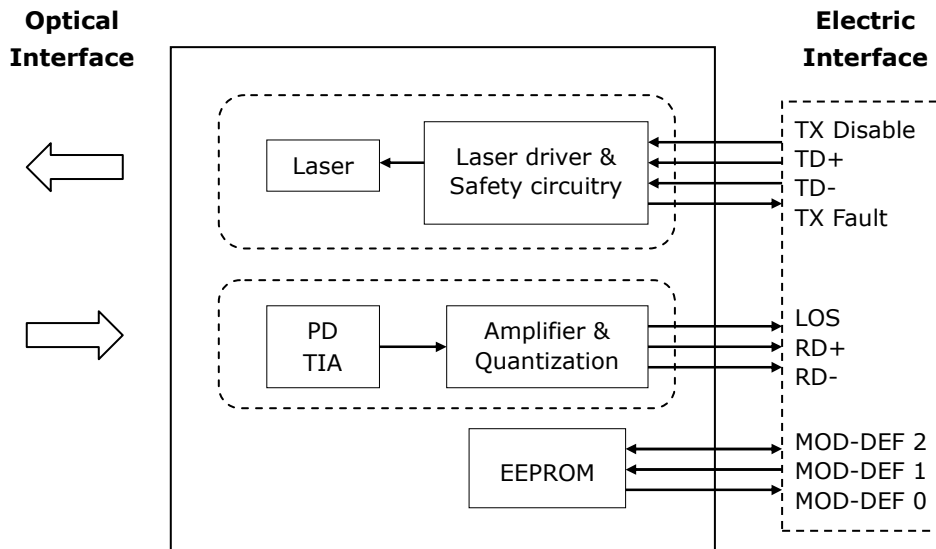 Optical
Interface
Electric
Interface
Laser
Laser driver &
Safety circuitry
TX Disable
TD+
TD-
TX Fault
PD
TIA
Amplifier &
Quantization
LOS
RD+
RD-
EEPROM
MOD-DEF 2
MOD-DEF 1
MOD-DEF 0